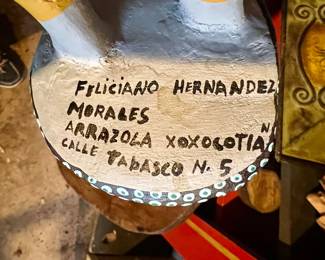 FELICIANO HERNANDEZ
MORALES
ARRAZOLA XOXOCOTLAN
CALLE TABASCO N. 5